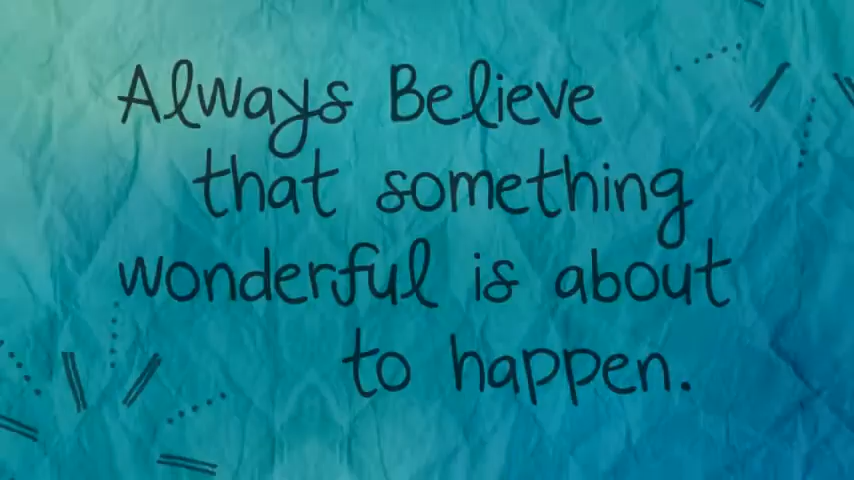 Always Believe
that something
wonderful is about
to happen.